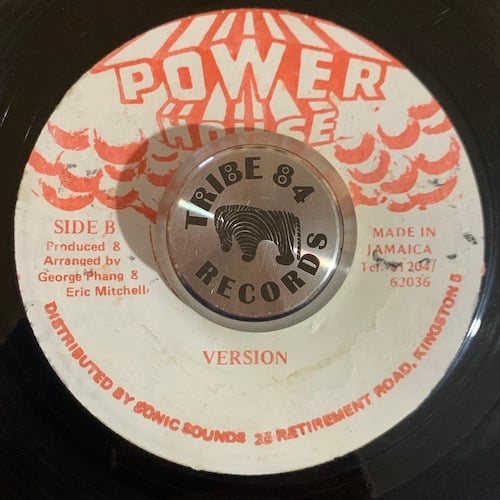 POWER
HOUSE
TRIBE 84
RECORDS
SIDE B
Produced &
Arranged by
George Phang &
Eric Mitchell
MADE IN
JAMAICA
62036
VERSION
DISTRIBUTED BY SONIC SOUNDS 25 RETIREMENT ROAD, KINGSTON 5